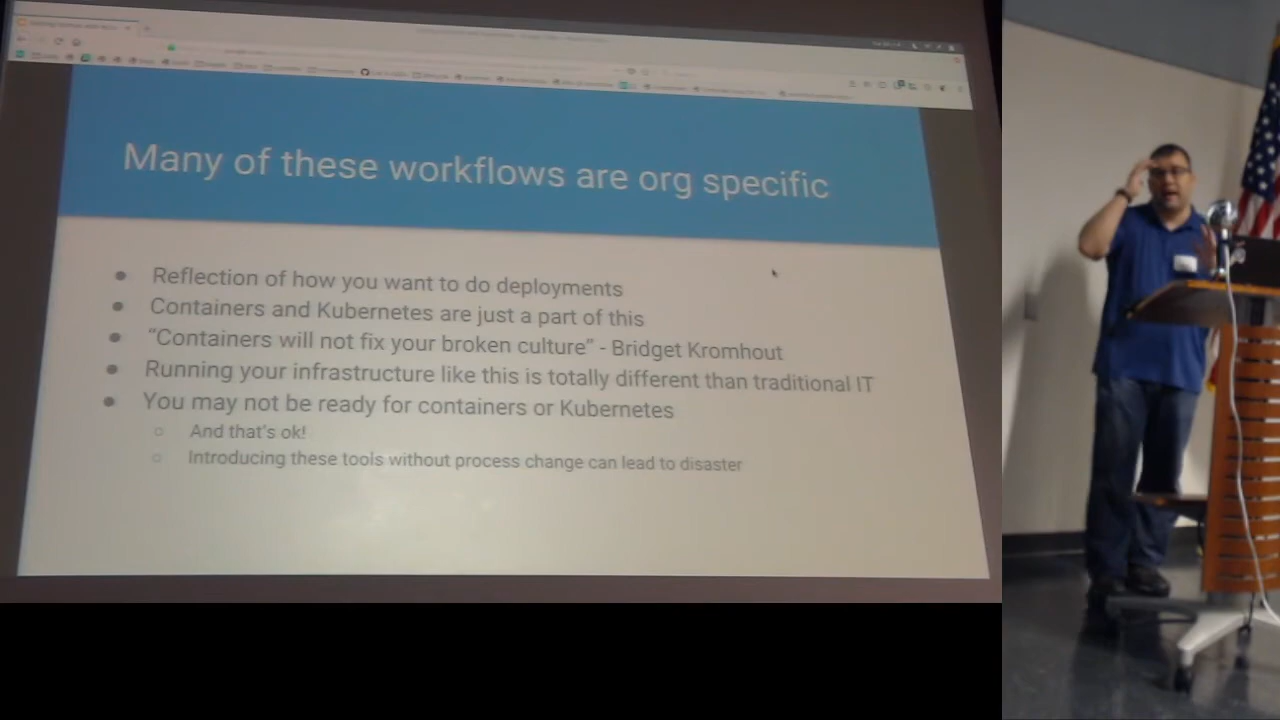 Many of these workflows are org specific
● Reflection of how you want to do deployments
● Containers and Kubernetes are just a part of this
● “Containers will not fix your broken culture” - Bridget Kromhout
● Running your infrastructure like this is totally different than traditional IT
● You may not be ready for containers or Kubernetes
○ And that's ok!
○ Introducing these tools without process change can lead to disaster